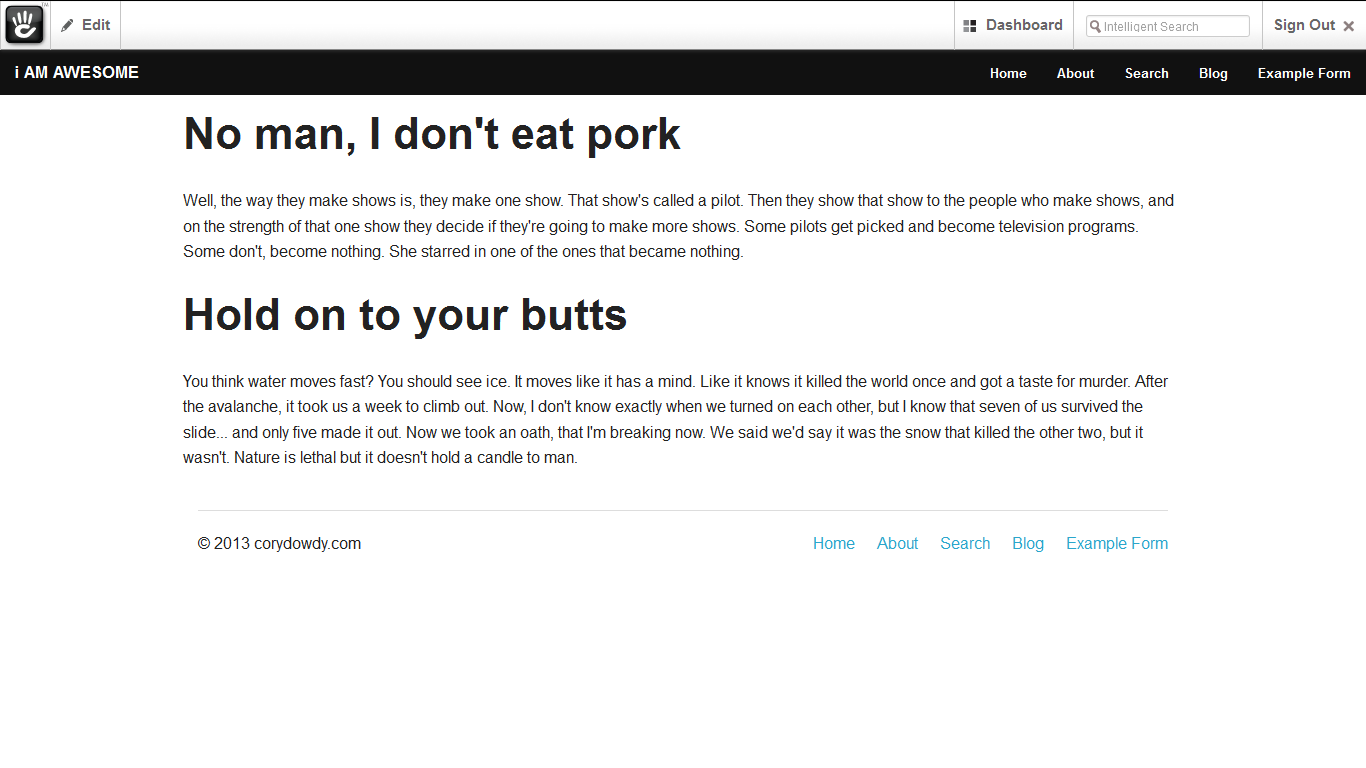 TM
Edit
Dashboard
Intelligent Search
Sign Out
i AM AWESOME
Home
About
Search
Blog
Example Form
No man, I don't eat pork
Well, the way they make shows is, they make one show. That show's called a pilot. Then they show that show to the people who make shows, and
on the strength of that one show they decide if they're going to make more shows. Some pilots get picked and become television programs.
Some don't, become nothing. She starred in one of the ones that became nothing.
Hold on to your butts
You think water moves fast? You should see ice. It moves like it has a mind. Like it knows it killed the world once and got a taste for murder. After
the avalanche, it took us a week to climb out. Now, I don't know exactly when we turned on each other, but I know that seven of us survived the
slide... and only five made it out. Now we took an oath, that I'm breaking now. We said we'd say it was the snow that killed the other two, but it
wasn't. Nature is lethal but it doesn't hold a candle to man.
© 2013 corydowdy.com
Home
About
Search
Blog
Example Form